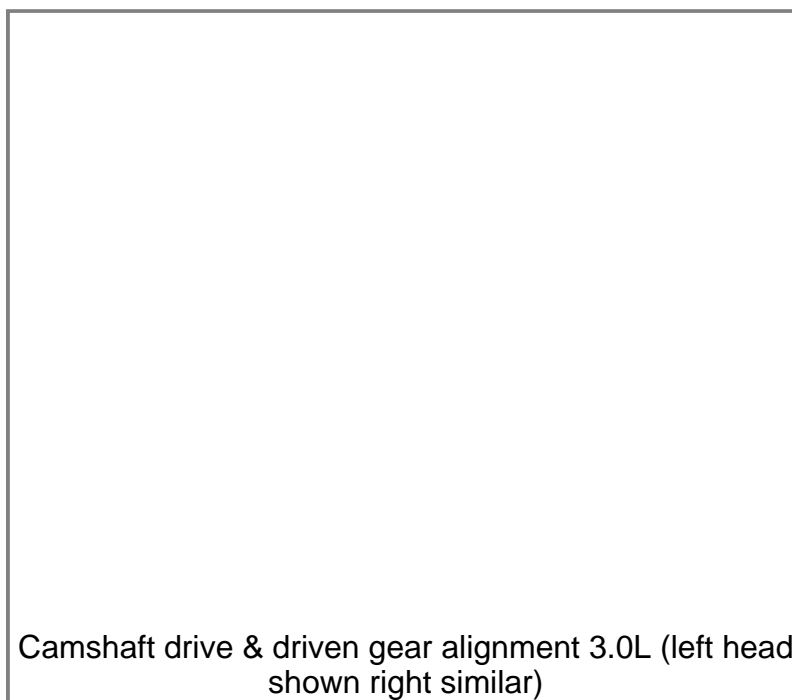 Camshaft drive & driven gear alignment 3.0L (left head
shown right similar)